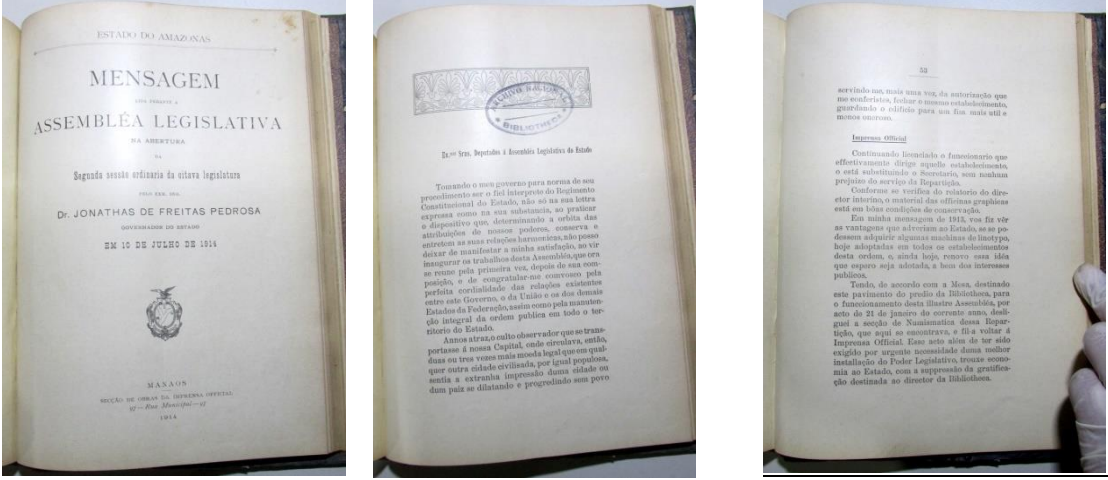 ESTADO DO AMAZONAS
MENSAGEM
LIDA PERANTE A
ASSEMBLÊA LEGISLATIVA
NA ABERTURA
DA
Segunda sessão ordinaria da oitava legislatura
PELO EXM. SNR.
Dr. JONATHAS DE FREITAS PEDROSA
GOVERNADOR DO ESTADO
EM 10 DE JULHO DE 1914
MANÁOS
SECÇÃO DE OBRAS DA IMPRENSA OFFICIAL
Rua Municipal
1914
ARCHIVO NACIONAL
BIBLIOTHECA
Ex.mos Snrs. Deputados á Assembléa Legislativa do Estado
Tomando o meu governo para norma de seu
procedimento ser o fiel interprete do Regimento
Constitucional do Estado, não só na sua lettra
expressa como na sua substancia, ao praticar
o dispositivo que, determinando a orbita das
attribuições de nossos poderes, conserva e
entretem as suas relações harmonicas, não posso
deixar de manifestar a minha satisfação, ao vir
inaugurar os trabalhos desta Assembléa, que ora
se reune pela primeira vez, depois de sua com-
posição, e de congratular-me comvosco pela
perfeita cordialidade das relações existentes
entre este Governo, o da União e os dos demais
Estados da Federação, assim como pela manuten-
ção integral da ordem publica em todo o ter-
ritorio do Estado.
Annos atraz, o culto observador que se trans-
portasse á nossa Capital, onde circulava, então,
duas ou tres vezes mais moeda legal que em qual-
quer outra cidade civilisada, por igual populosa,
sentia a extranha impressão duma cidade ou
dum paiz se dilatando e progredindo sem povo
53
servindo me, mais uma vez, da autorisação que
me conferistes, fechar o mesmo estabelecimento,
guardando o edificio para um fim mais util e
menos oneroso.
Imprensa Official
Continuando licenciado o funccionario que
effectivamente dirige aquelle estabelecimento,
o está substituindo o Secretario, sem nenhum
prejuizo do serviço da Repartição.
Conforme se verifica do relatorio do dire-
ctor interino, o material das officinas graphicas
está em bôas condições de conservação.
Em minha mensagem de 1913, vos fiz vêr
as vantagens que adveriam ao Estado, se se po-
dessem adquirir algumas machinas de linotypo,
hoje adoptadas em todos os estabelecimentos
desta ordem, e, ainda hoje, renovo essa idéa
que espero seja adotada, a bem dos interesses
publicos.
Tendo, de accordo com a Mesa, destinado
este pavimento do predio da Bibliotheca, para
o funccionamento desta illustre Assembléa, por
acto de 21 de janeiro do corrente anno, desli-
guei a secção de Numismatica dessa Repar-
tição, que aqui se encontrava, e fil-a voltar á
Imprensa Official. Esse acto além de ter sido
exigido por urgente necessidade duma melhor
installação do Poder Legislativo, trouxe econo-
mia ao Estado, com a suppressão da gratifica-
ção destinada ao director da Bibliotheca.